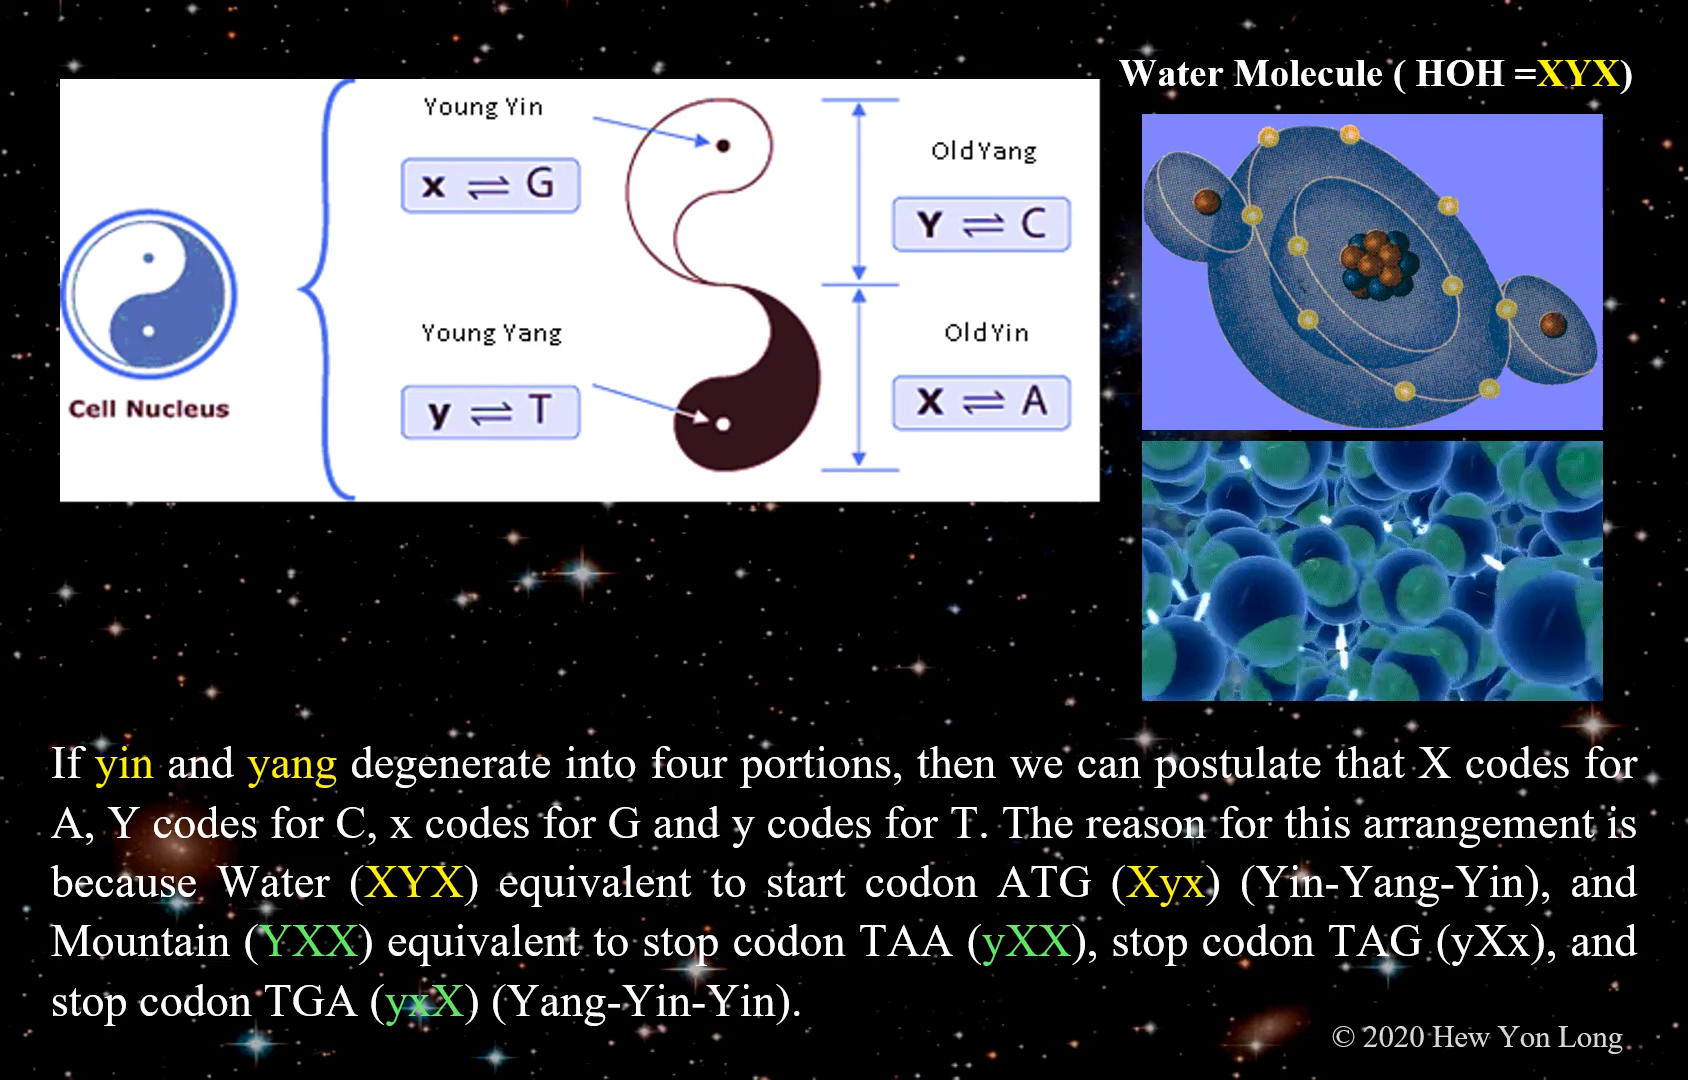 Water Molecule ( HOH =XYX)
Young Yin
x ⇌ G
Old Yang
Y ⇌ C
Young Yang
y ⇌ T
Old Yin
X ⇌ A
Cell Nucleus
If yin and yang degenerate into four portions, then we can postulate that X codes for
A, Y codes for C, x codes for G and y codes for T. The reason for this arrangement is
because Water (XYX) equivalent to start codon ATG (Xyx) (Yin-Yang-Yin), and
Mountain (YXX) equivalent to stop codon TAA (yXX), stop codon TAG (yXx), and
stop codon TGA (yxX) (Yang-Yin-Yin).
© 2020 Hew Yon Long